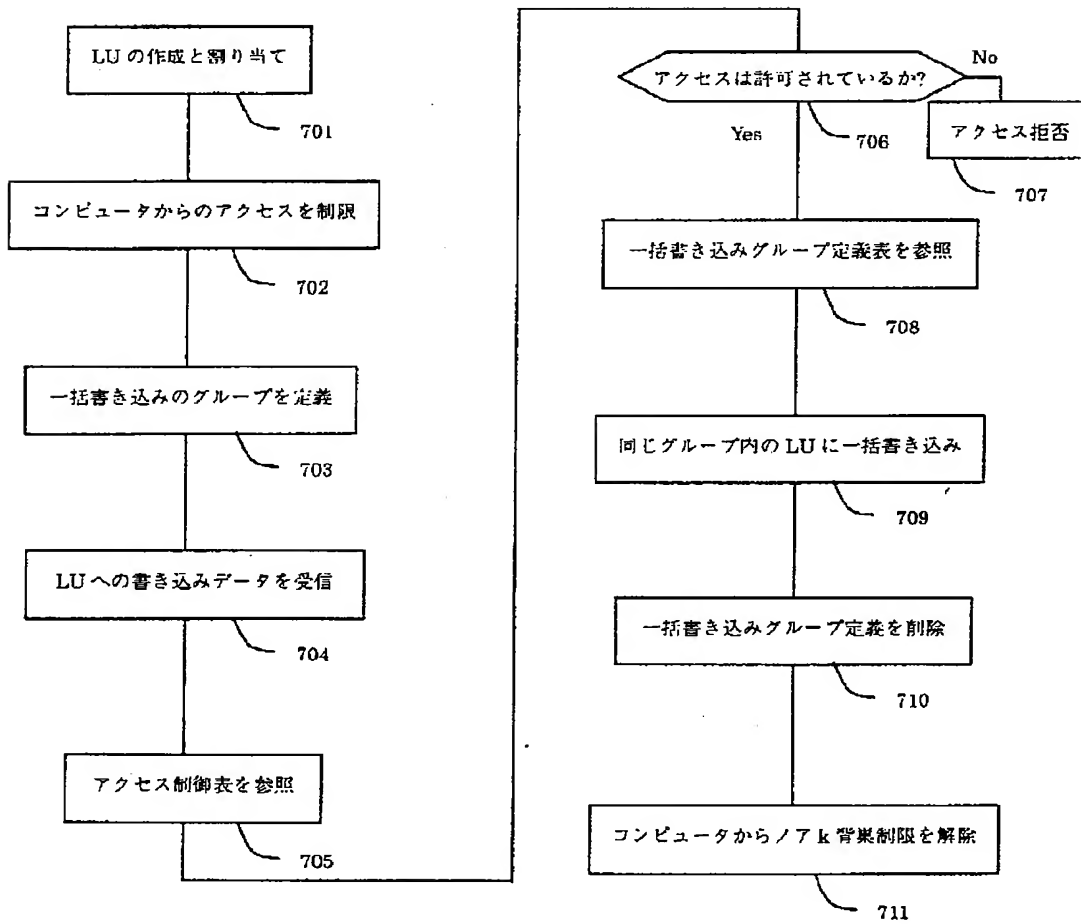 LUの作成と割り当て
701
コンピュータからのアクセスを制限
702
一括書き込みのグループを定義
703
LUへの書き込みデータを受信
704
アクセス制御表を参照
705
アクセスは許可されているか?
No
706
Yes
アクセス拒否
707
一括書き込みグループ定義表を参照
708
同じグループ内のLUに一括書き込み
709
一括書き込みグループ定義を削除
710
コンピュータからノアk背巣制限を解除
711